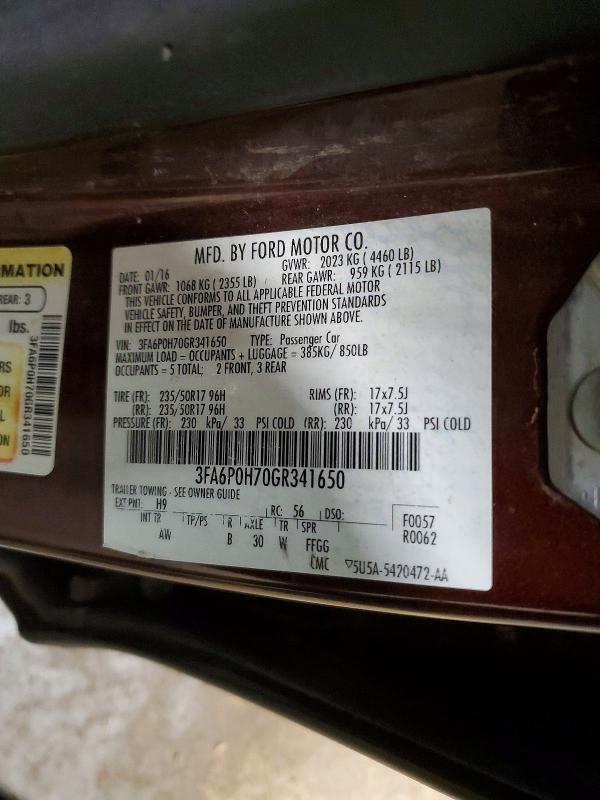 MFD. BY FORD MOTOR CO.
DATE: 01/16 GVWR: 2023 KG ( 4460 LB)
FRONT GAWR: 1068 KG ( 2355 LB) REAR GAWR: 959 KG ( 2115 LB)
THIS VEHICLE CONFORMS TO ALL APPLICABLE FEDERAL MOTOR
VEHICLE SAFETY, BUMPER, AND THEFT PREVENTION STANDARDS
IN EFFECT ON THE DATE OF MANUFACTURE SHOWN ABOVE.
VIN: 3FA6P0H70GR341650 TYPE: Passenger Car
MAXIMUM LOAD = OCCUPANTS + LUGGAGE = 385KG/ 850LB
OCCUPANTS = 5 TOTAL; 2 FRONT, 3 REAR
TIRE (FR): 235/50R17 96H RIMS (FR): 17x7.5J
(RR): 235/50R17 96H (RR): 17x7.5J
PRESSURE (FR): 230 kPa/ 33 PSI COLD (RR): 230 kPa/ 33 PSI COLD
3FA6P0H70GR341650
TRAILER TOWING - SEE OWNER GUIDE
EXT PNT: H9 RC: 56 DSO:
INT TR TP/PS R AXLE TR SPR
AW B 30 W FFGG
F0057
R0062
CMC ▽5U5A-5420472-AA
RMATION
REAR: 3
lbs.
3FA6P0H70GR341650
RS
OR
L
ON